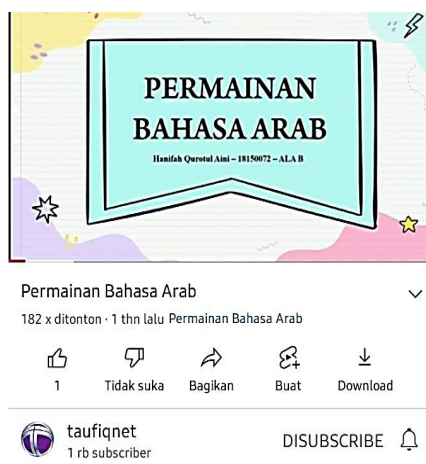 PERMAINAN
BAHASA ARAB
Hanifah Qurotul Aini – 18150072 – ALA B
Permainan Bahasa Arab
182 x ditonton · 1 thn lalu Permainan Bahasa Arab
1 Tidak suka Bagikan Buat Download
taufiqnet
1 rb subscriber
DISUBSCRIBE